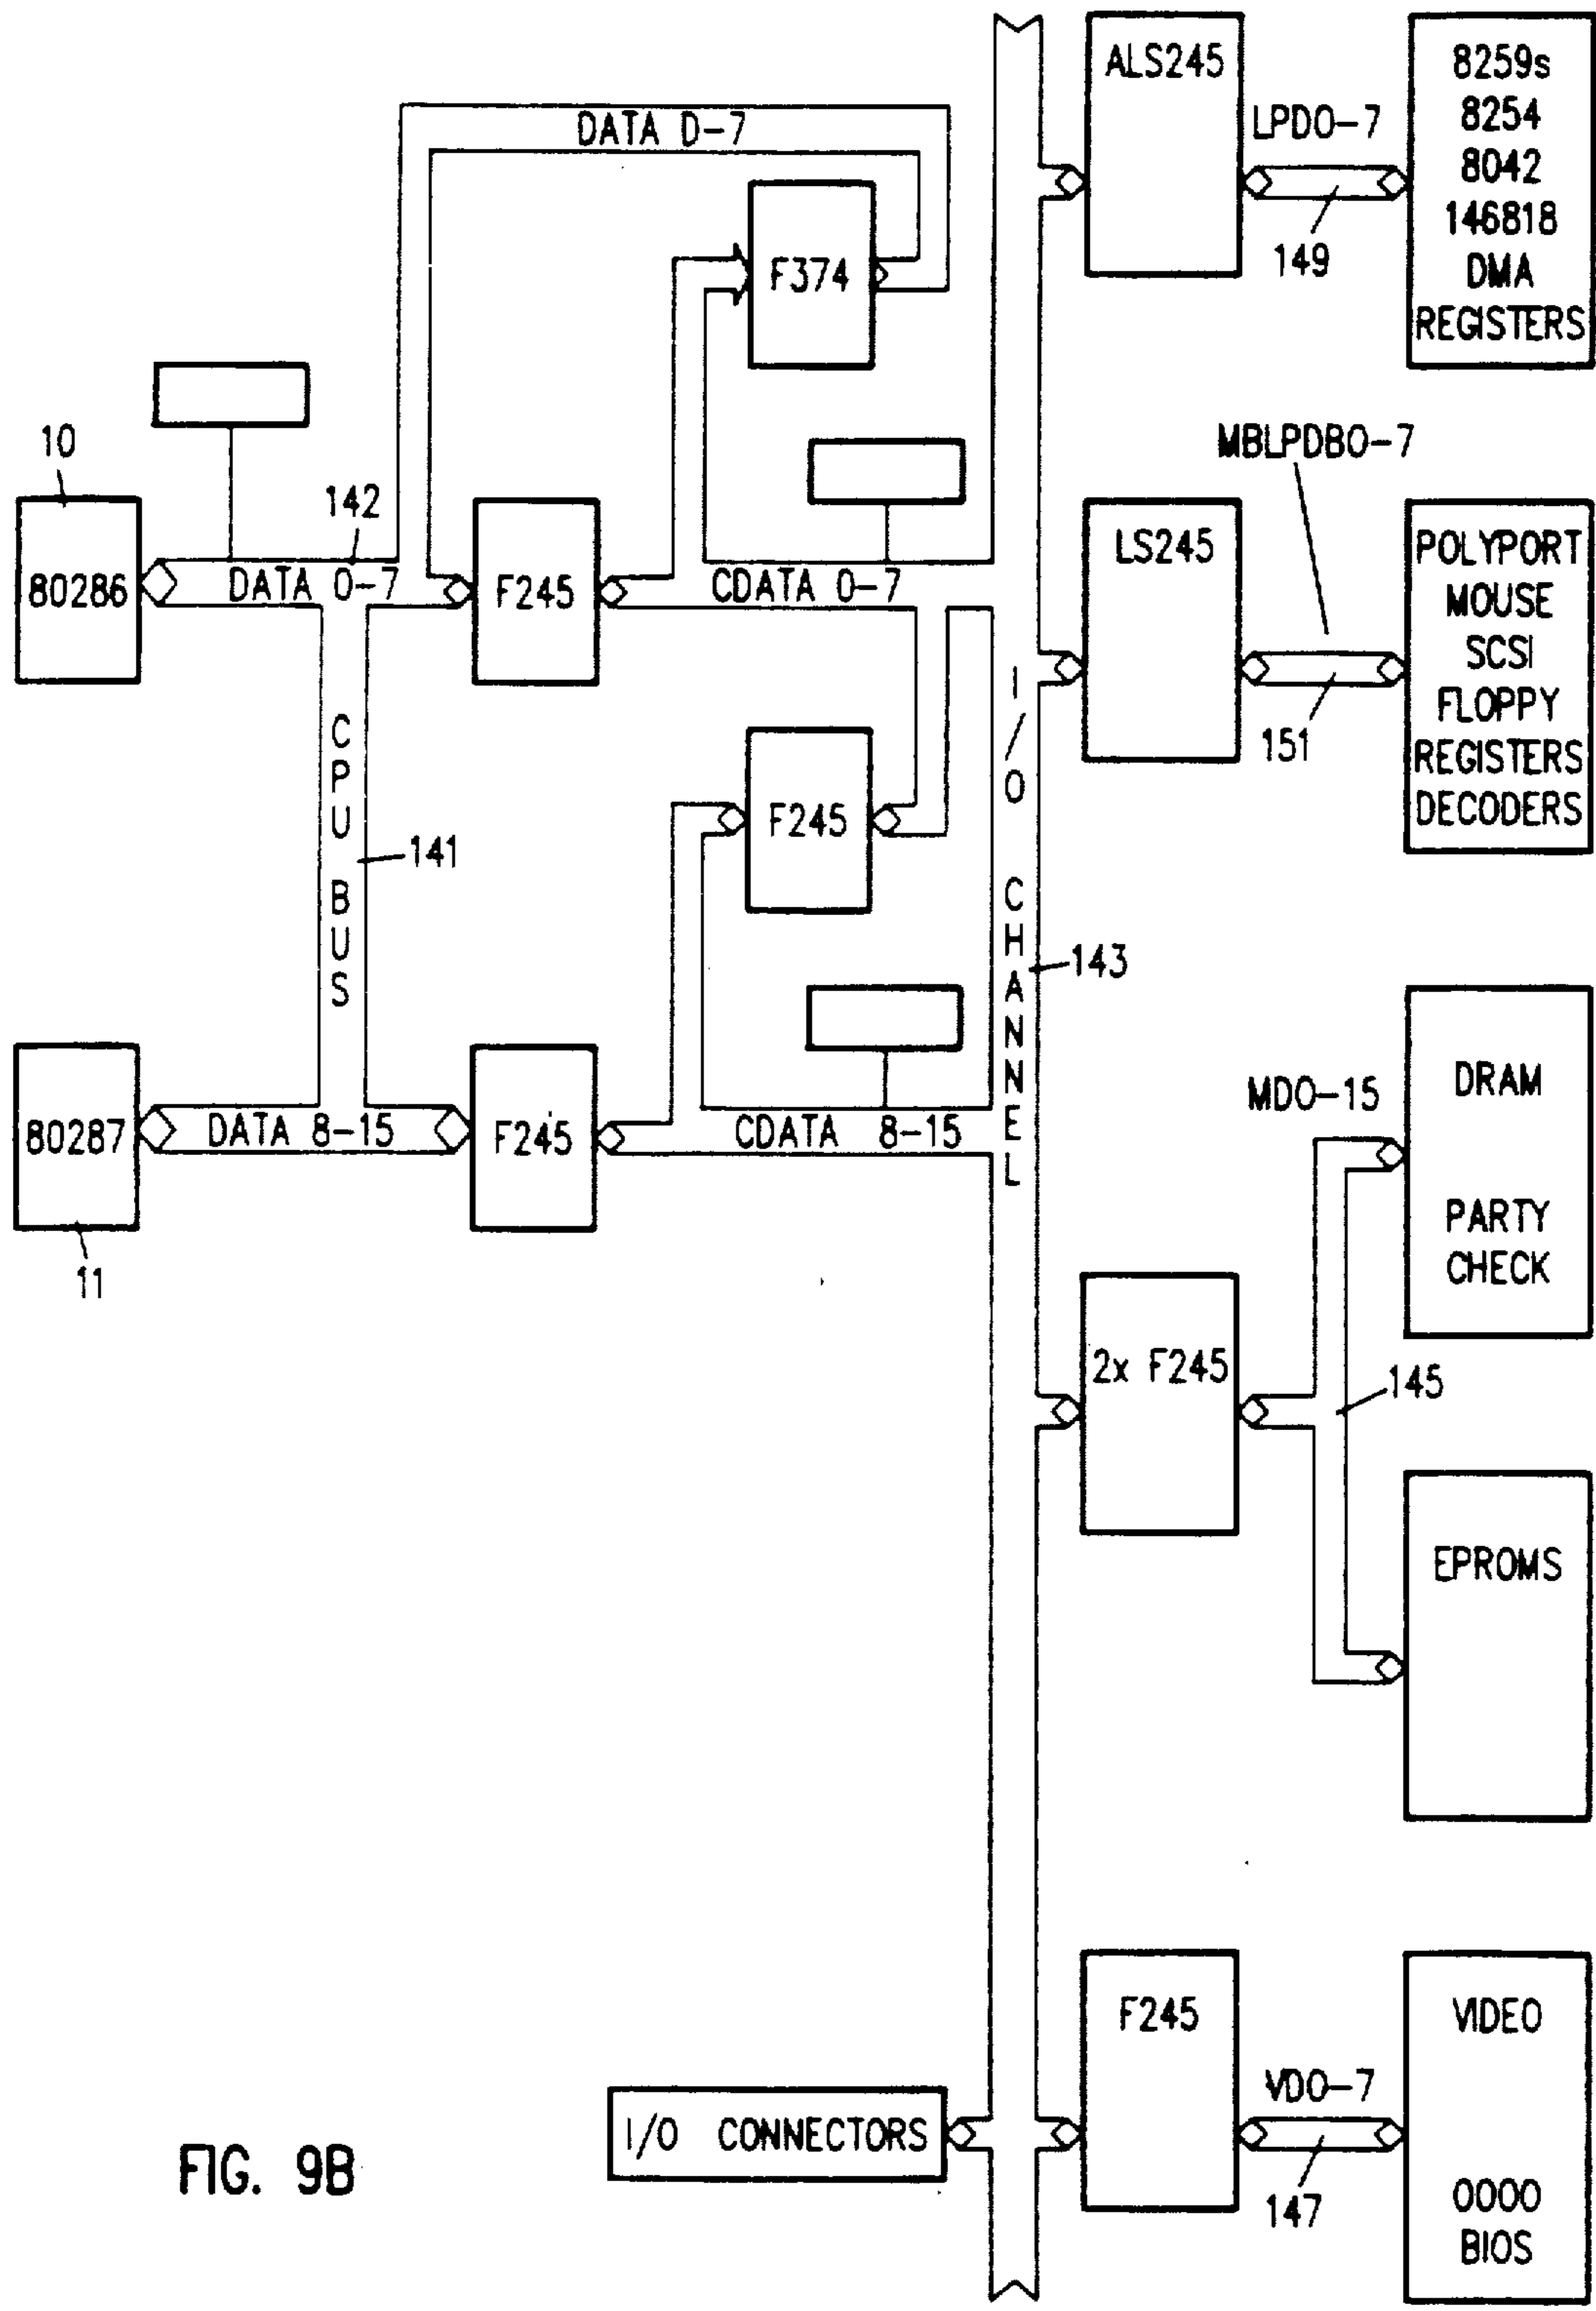 ALS245
8259s
8254
8042
146818
DMA
REGISTERS
LPD0-7
149
DATA D-7
F374
10
142
80286
DATA 0-7
F245
CDATA 0-7
MBLPDB0-7
LS245
POLYPORT
MOUSE
SCSI
FLOPPY
REGISTERS
DECODERS
151
CPU BUS
141
F245
I/O CHANNEL
143
80287
DATA 8-15
F245
CDATA 8-15
11
MD0-15
DRAM
PARTY
CHECK
2x F245
145
EPROMS
F245
VIDEO
0000
BIOS
VD0-7
147
I/O CONNECTORS
FIG. 9B